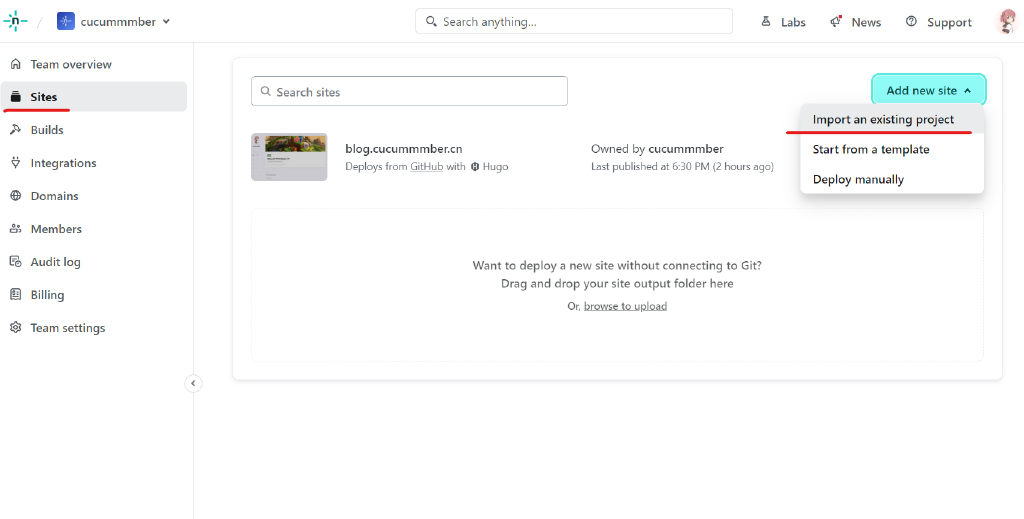 cucummmber
Search anything...
Labs
News
Support
Team overview
Sites
Builds
Integrations
Domains
Members
Audit log
Billing
Team settings
Search sites
Add new site
Import an existing project
Start from a template
Deploy manually
blog.cucummmber.cn
Deploys from GitHub with Hugo
Owned by cucummmber
Last published at 6:30 PM (2 hours ago)
Want to deploy a new site without connecting to Git?
Drag and drop your site output folder here
Or, browse to upload